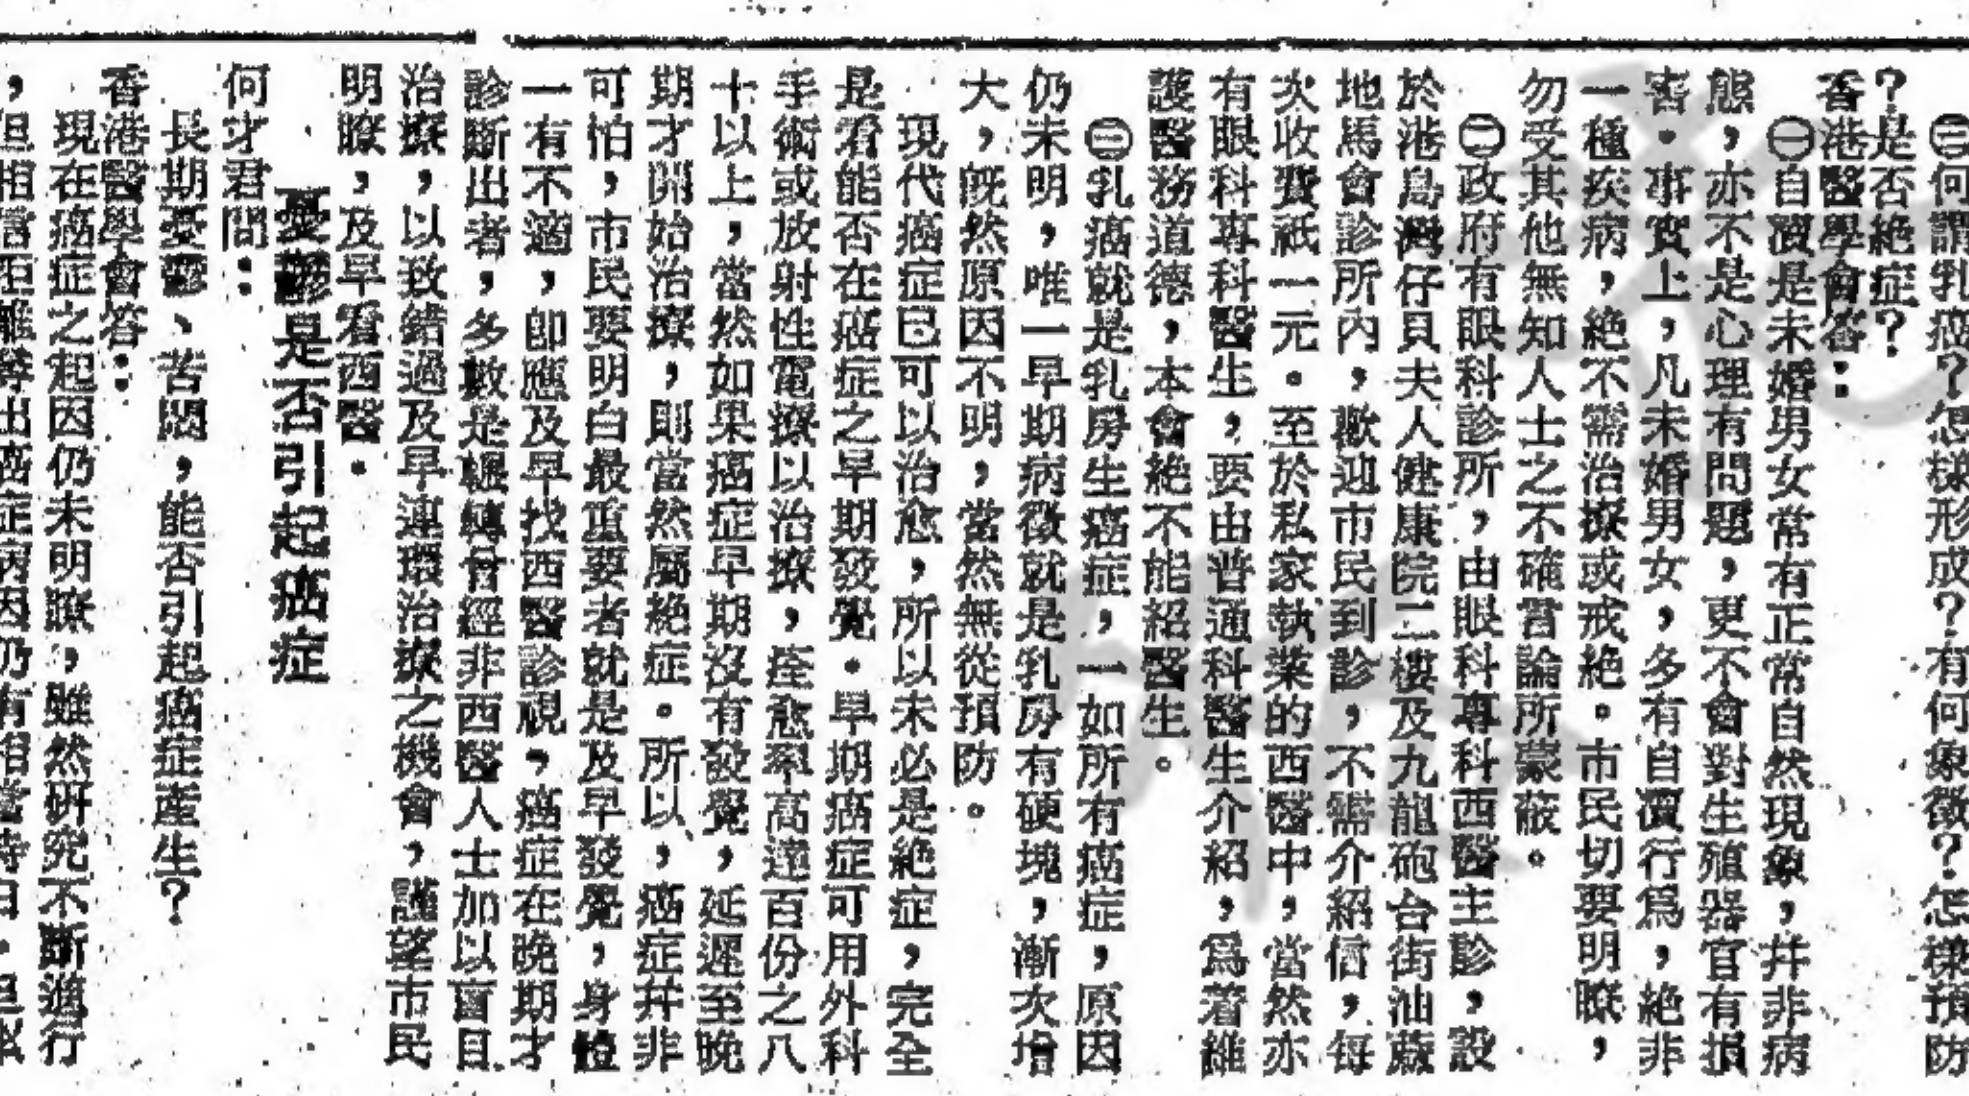 ㊂何謂乳癌?怎樣形成?有何象徵?怎樣預防
?是否絕症?
香港醫學會答:
㊀自瀆是未婚男女常有正常自然現象,幷非病
態,亦不是心理有問題,更不會對生殖器官有損
害。事實上,凡未婚男女,多有自瀆行爲,絕非
一種疾病,絕不需治療或戒絕。市民切要明瞭,
勿受其他無知人士之不確言論所蒙蔽。
㊁政府有眼科診所,由眼科專科西醫主診,設
於港島灣仔貝夫人健康院二樓及九龍砲台街油蔴
地馬會診所內,歡迎市民到診,不需介紹信,每
次收費祇一元。至於私家執業的西醫中,當然亦
有眼科專科醫生,要由普通科醫生介紹,爲着維
護醫務道德,本會絕不能紹醫生。
㊂乳癌就是乳房生癌症,一如所有癌症,原因
仍未明,唯一早期病徵就是乳房有硬塊,漸次增
大,旣然原因不明,當然無從預防。
現代癌症已可以治愈,所以未必是絕症,完全
是看能否在癌症之早期發覺。早期癌症可用外科
手術或放射性電療以治療,痊愈率高達百份之八
十以上,當然如果癌症早期沒有發覺,延遲至晚
期才開始治療,則當然屬絕症。所以,癌症幷非
可怕,市民要明白最重要者就是及早發覺,身體
一有不適,卽應及早找西醫診視,癌症在晚期才
診斷出者,多數是輾轉曾經非西醫人士加以盲目
治療,以致錯過及早連環治療之機會,謹望市民
明瞭,及早看西醫。
憂鬱是否引起癌症
何才君問:
長期憂鬱、苦悶,能否引起癌症產生?
香港醫學會答:
現在癌症之起因仍未明瞭,雖然研究不斷進行
,但相信距離尋出癌症病因仍有相當時日,但